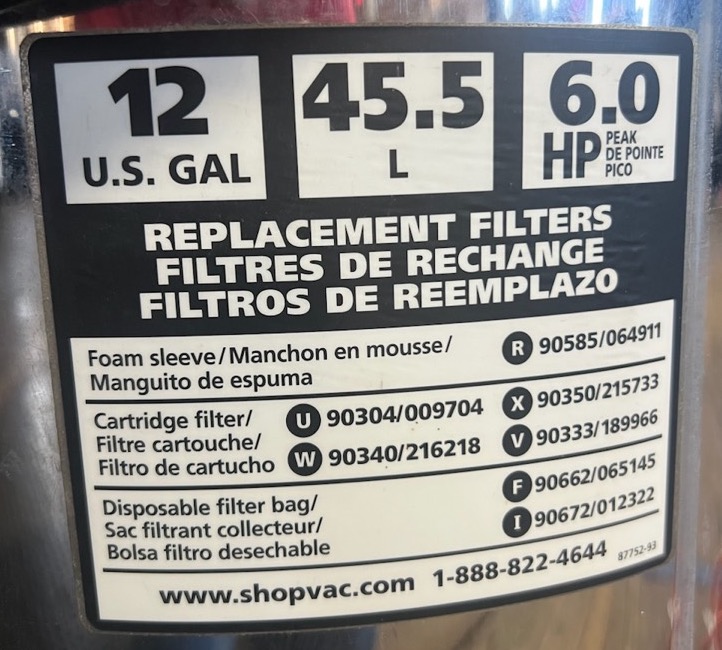 12
U.S. GAL
45.5
L
6.0
HP PEAK
DE POINTE
PICO
REPLACEMENT FILTERS
FILTRES DE RECHANGE
FILTROS DE REEMPLAZO
Foam sleeve/Manchon en mousse/
Manguito de espuma
R 90585/064911
Cartridge filter/
Filtre cartouche/
Filtro de cartucho
U 90304/009704
X 90350/215733
W 90340/216218
V 90333/189966
Disposable filter bag/
Sac filtrant collecteur/
Bolsa filtro desechable
F 90662/065145
I 90672/012322
www.shopvac.com 1-888-822-4644 87752-93